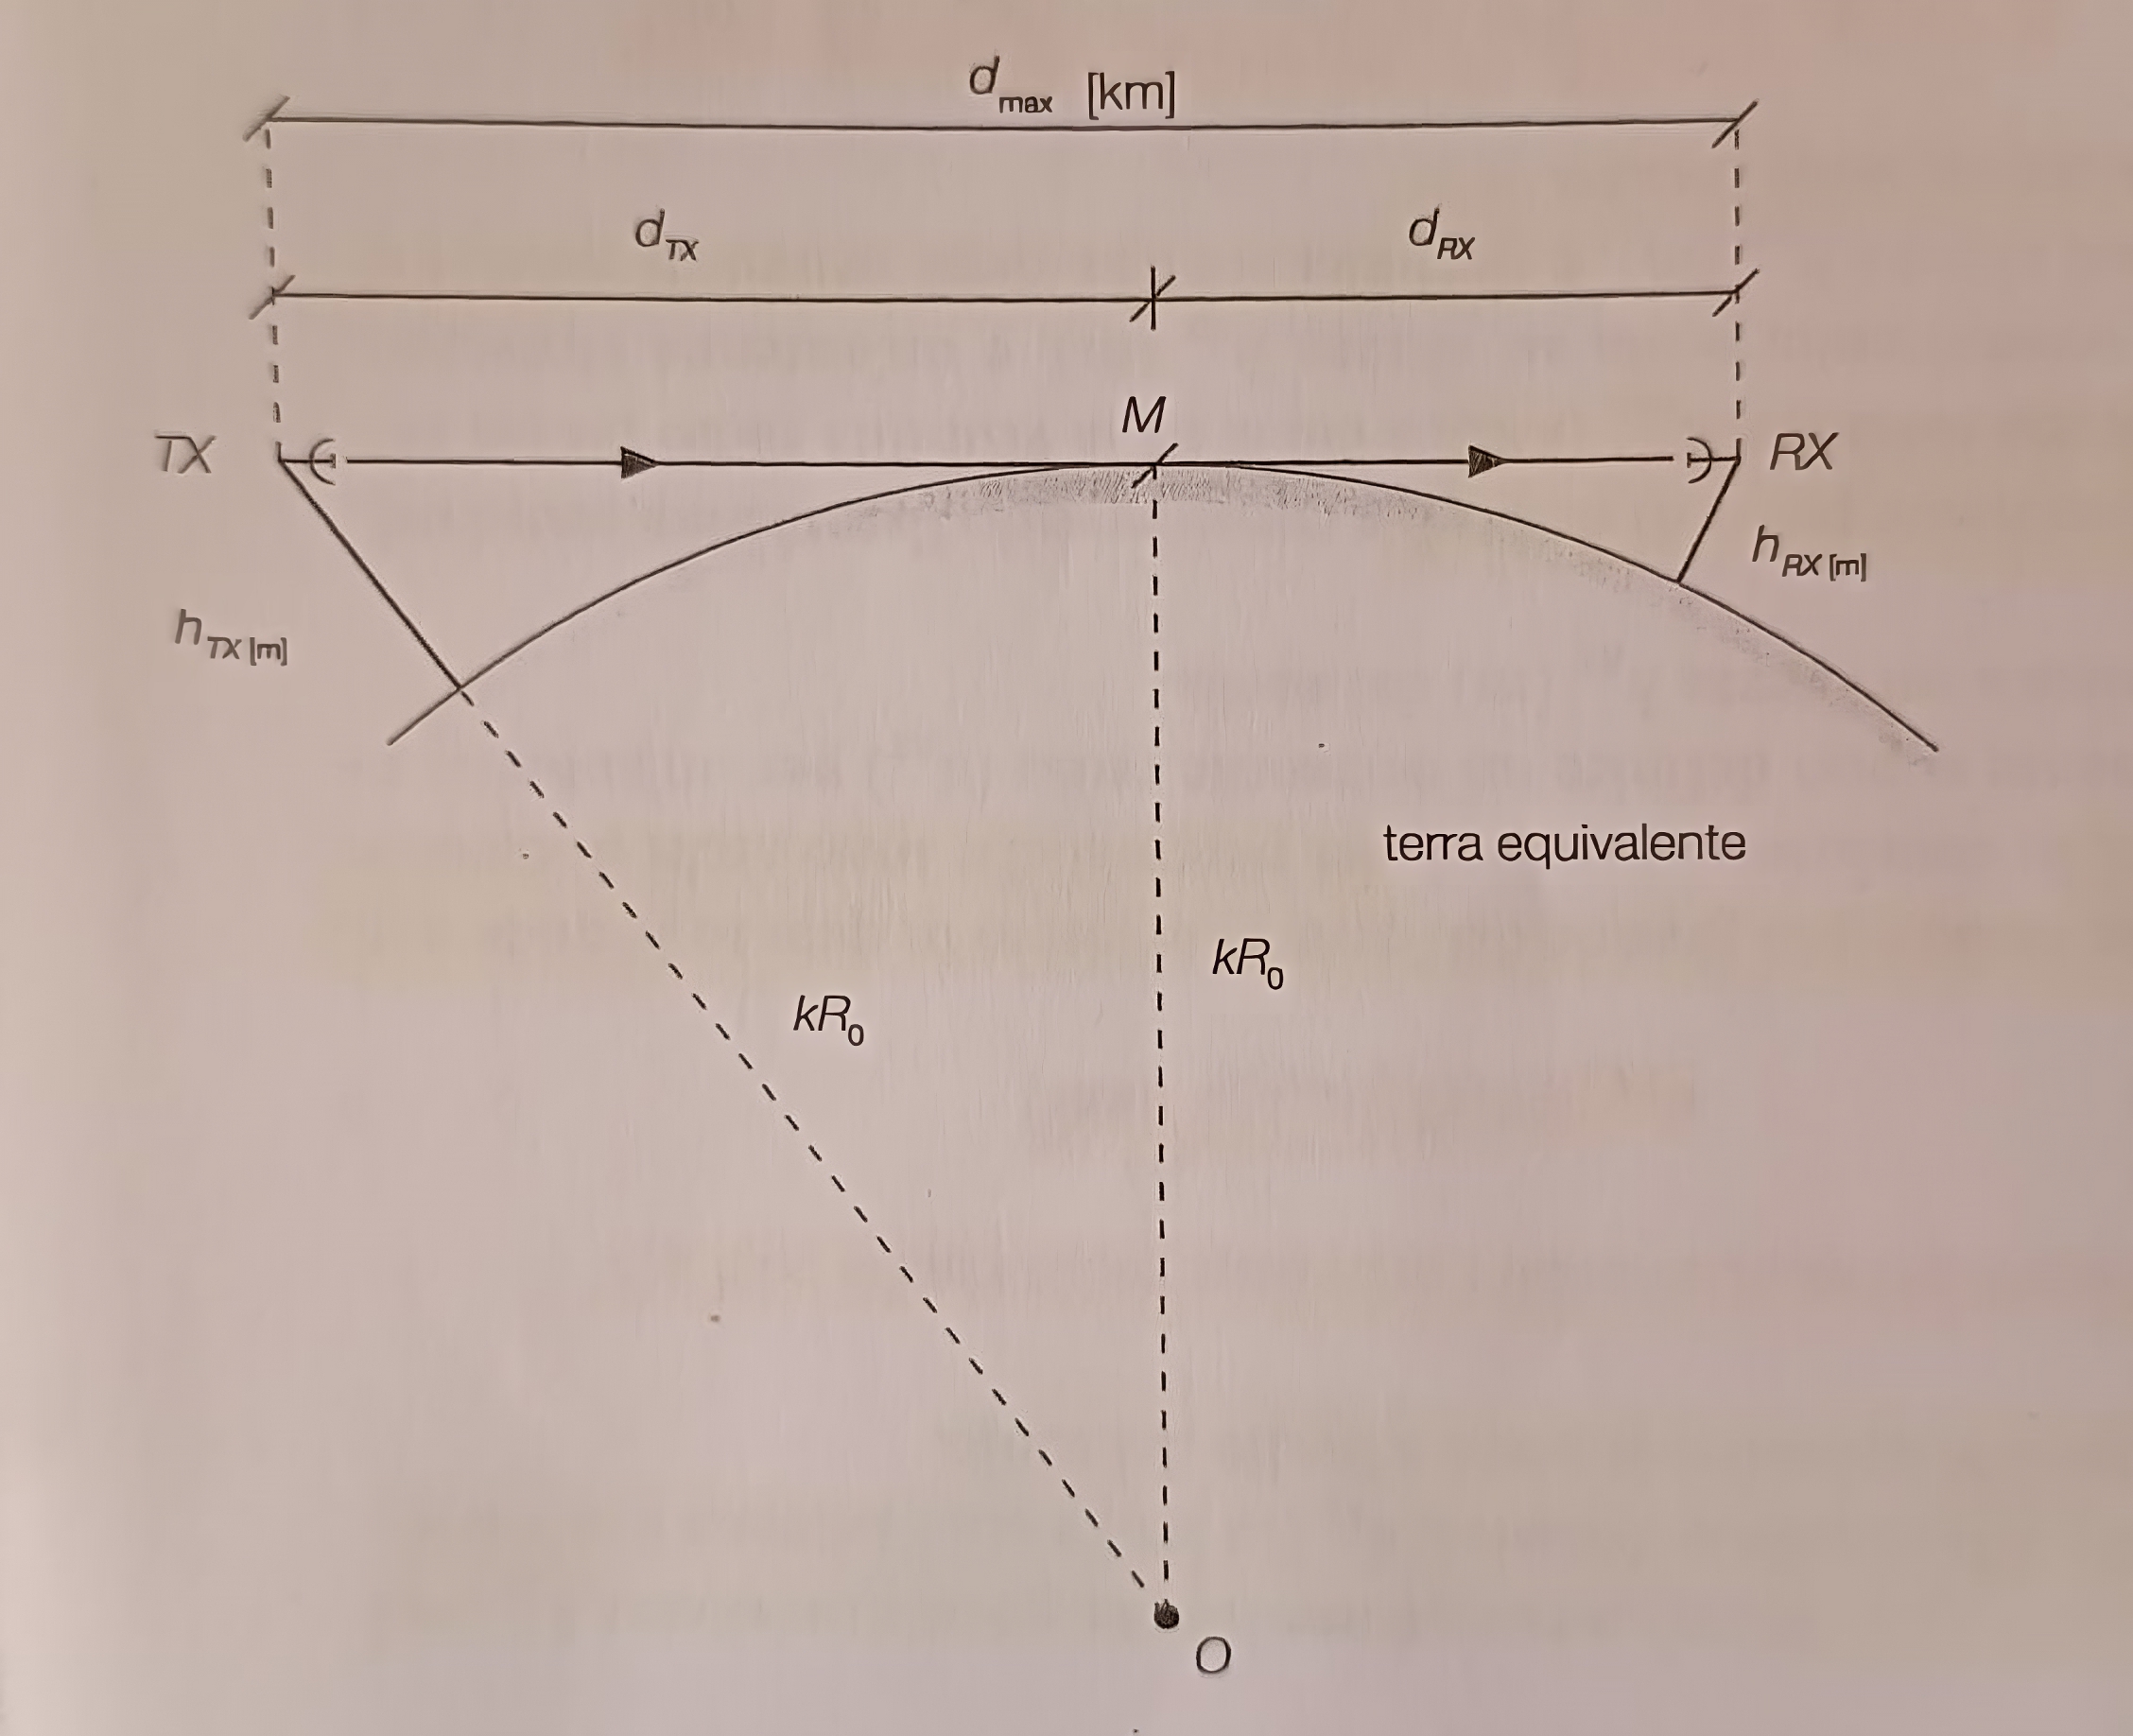 d max [km]
d TX d RX
M
TX RX
h RX [m]
h TX [m]
terra equivalente
kR0
kR0
O